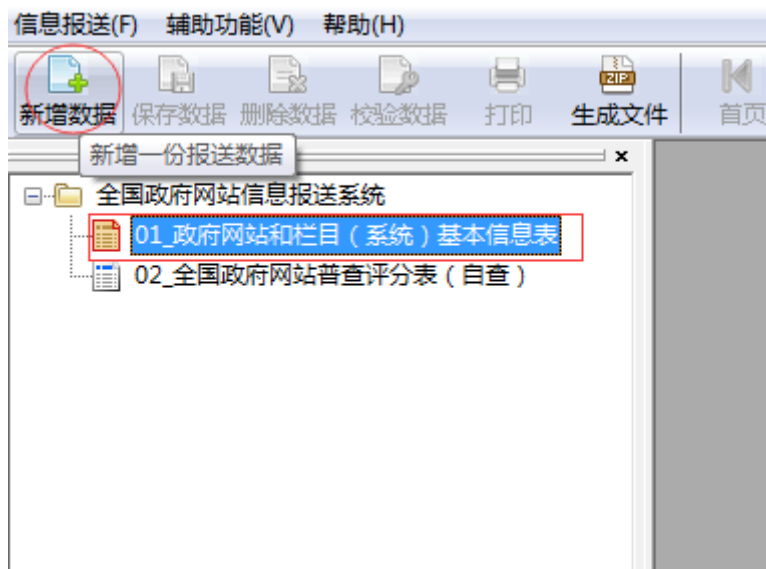 信息报送(F) 辅助功能(V) 帮助(H)
ZIP
新增数据 保存数据 删除数据 校验数据 打印 生成文件 首页
新增一份报送数据 x
全国政府网站信息报送系统
01_政府网站和栏目（系统）基本信息表
02_全国政府网站普查评分表（自查）